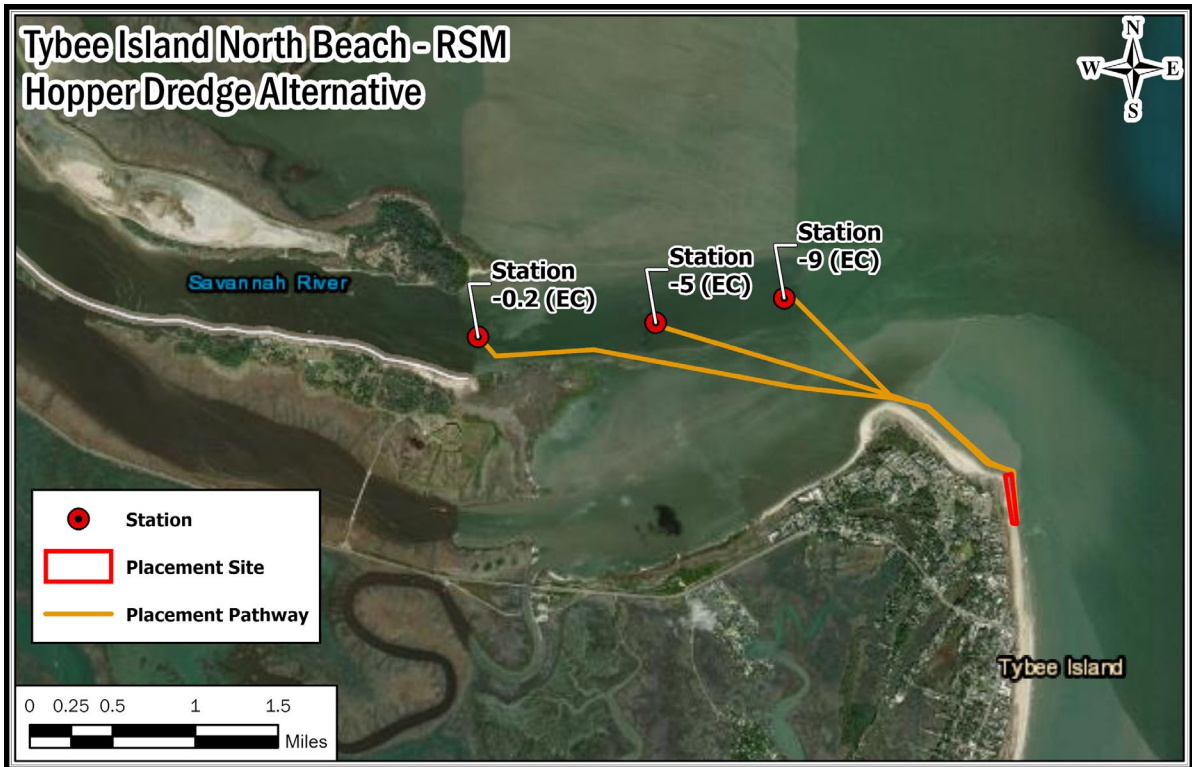 Tybee Island North Beach - RSM
Hopper Dredge Alternative
N
W E
S
Station
-9 (EC)
Station
-5 (EC)
Station
-0.2 (EC)
Savannah River
Station
Placement Site
Placement Pathway
Tybee Island
0 0.25 0.5 1 1.5
Miles